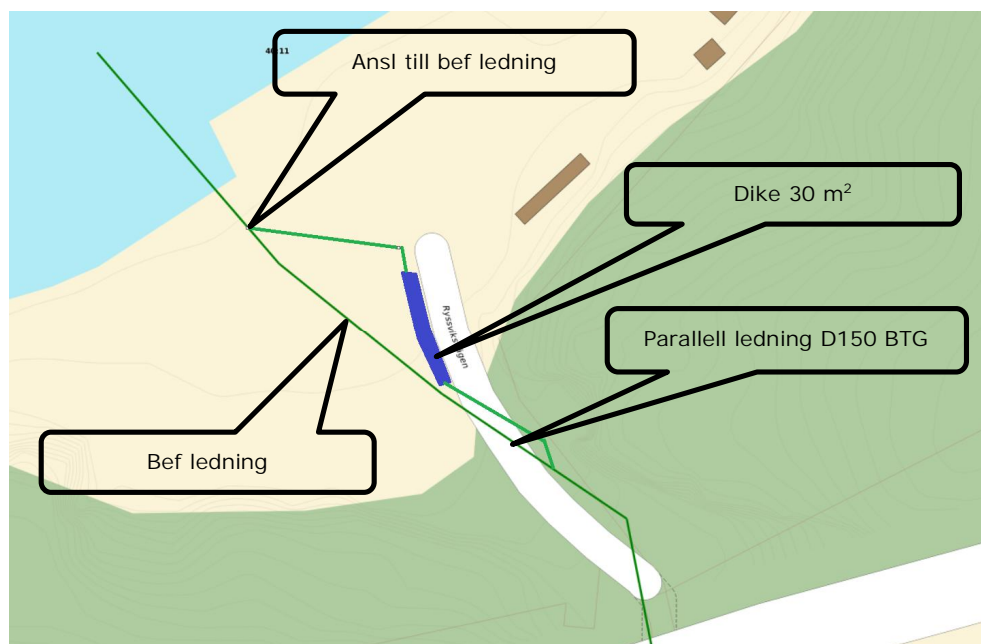 Ansl till bef ledning
Dike 30 m²
Parallell ledning D150 BTG
Bef ledning